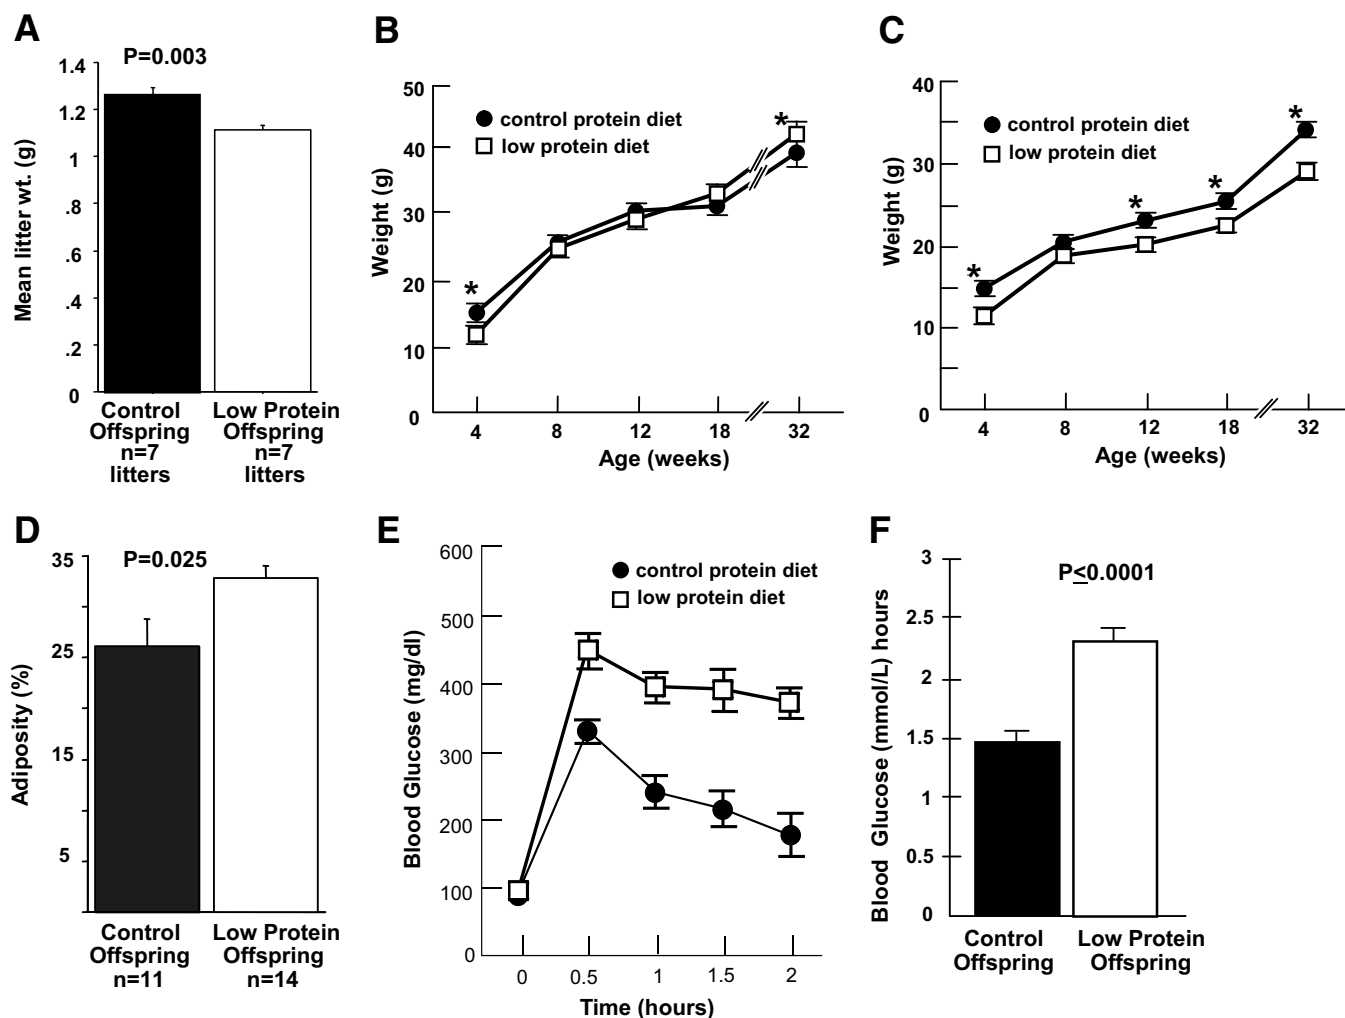 A
P=0.003
Mean litter wt. (g)
1.4
1.2
1
.8
.6
.4
.2
0
Control
Offspring
n=7
litters
Low Protein
Offspring
n=7
litters
B
control protein diet
low protein diet
Weight (g)
50
40
30
20
10
0
*
*
4
8
12
18
32
Age (weeks)
C
control protein diet
low protein diet
Weight (g)
40
30
20
10
0
*
*
*
*
4
8
12
18
32
Age (weeks)
D
P=0.025
Adiposity (%)
35
25
15
5
Control
Offspring
n=11
Low Protein
Offspring
n=14
E
control protein diet
low protein diet
Blood Glucose (mg/dl)
600
500
400
300
200
100
0
0
0.5
1
1.5
2
Time (hours)
F
P≤0.0001
Blood Glucose (mmol/L) hours
3
2.5
2
1.5
1
0.5
0
Control
Offspring
Low Protein
Offspring